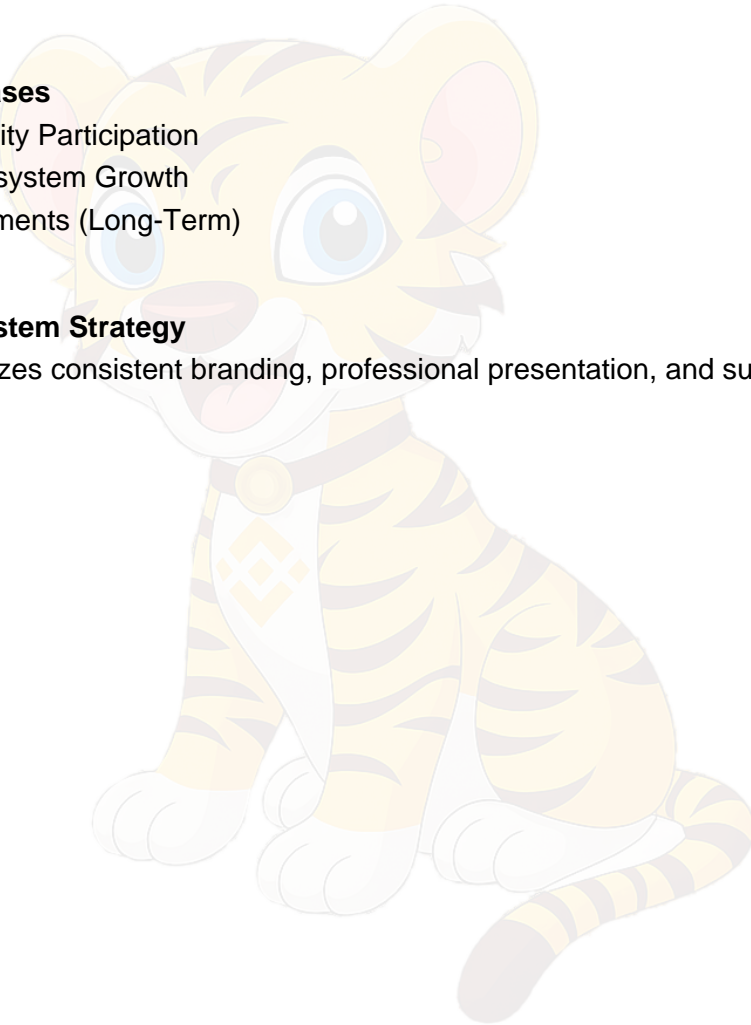 ses
ity Participation
system Growth
ments (Long-Term)
stem Strategy
zes consistent branding, professional presentation, and su